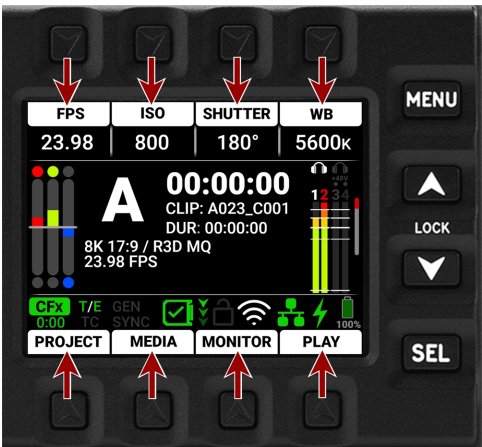 FPS ISO SHUTTER WB
23.98 800 180° 5600K
MENU
00:00:00
+48V
1 2 3 4
A
CLIP: A023_C001
DUR: 00:00:00
LOCK
8K 17:9 / R3D MQ
23.98 FPS
CFx T/E GEN
0:00 TC SYNC
100%
PROJECT MEDIA MONITOR PLAY
SEL